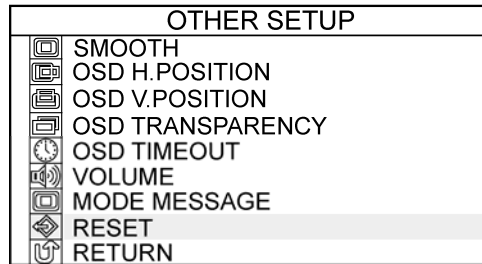 OTHER SETUP
SMOOTH
OSD H.POSITION
OSD V.POSITION
OSD TRANSPARENCY
OSD TIMEOUT
VOLUME
MODE MESSAGE
RESET
RETURN